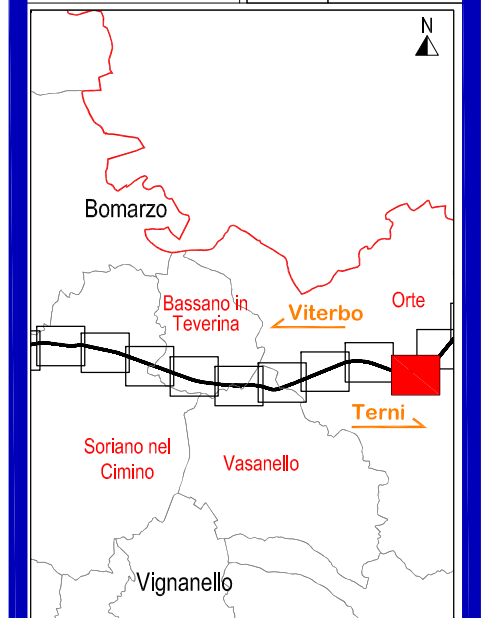 N
Bomarzo
Bassano in
Teverina
Viterbo
Orte
Terni
Soriano nel
Cimino
Vasanello
Vignanello